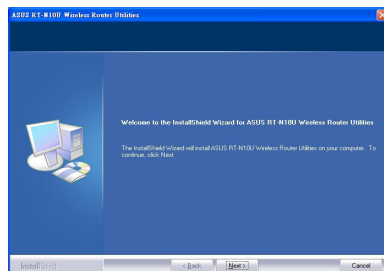 ASUS RT-N10U Wireless Router Utilities
Welcome to the InstallShield Wizard for ASUS RT-N10U Wireless Router Utilities
The InstallShield Wizard will install ASUS RT-N10U Wireless Router Utilities on your computer. To
continue, click Next.
InstallShield
< Back
Next >
Cancel